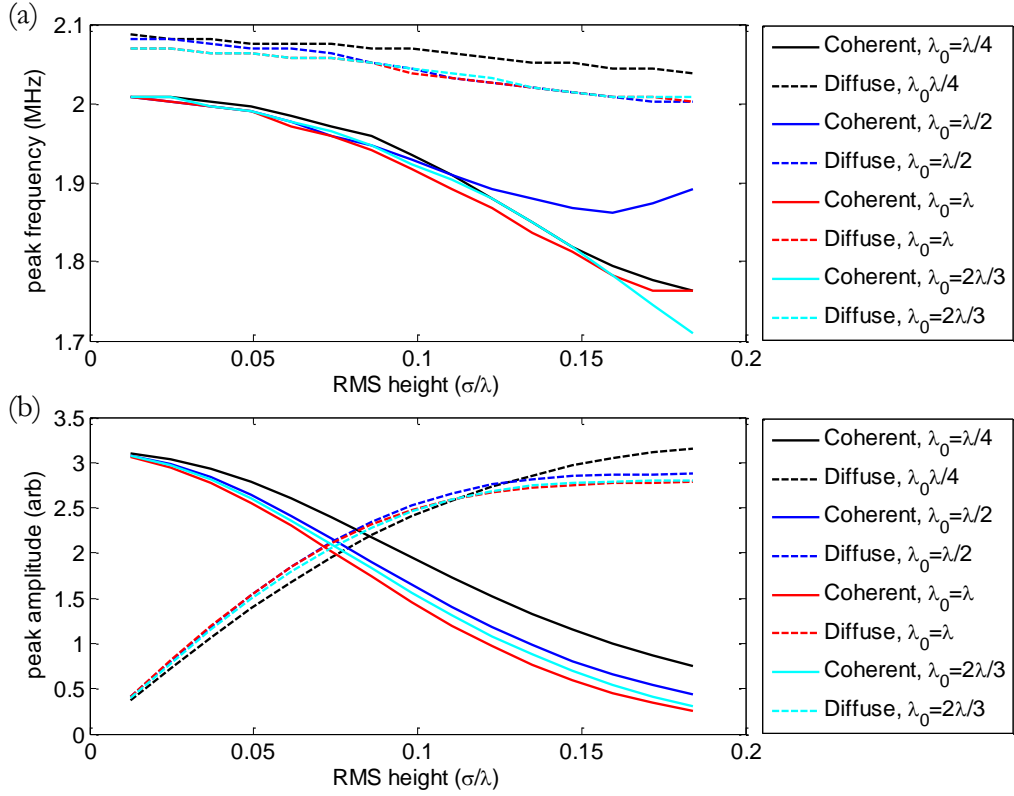 (a)
2.1
2
1.9
1.8
1.7
peak frequency (MHz)
0
0.05
0.1
0.15
0.2
RMS height (σ/λ)
Coherent, λ₀=λ/4
Diffuse, λ₀λ/4
Coherent, λ₀=λ/2
Diffuse, λ₀=λ/2
Coherent, λ₀=λ
Diffuse, λ₀=λ
Coherent, λ₀=2λ/3
Diffuse, λ₀=2λ/3
(b)
3.5
3
2.5
2
1.5
1
0.5
0
peak amplitude (arb)
0
0.05
0.1
0.15
0.2
RMS height (σ/λ)
Coherent, λ₀=λ/4
Diffuse, λ₀λ/4
Coherent, λ₀=λ/2
Diffuse, λ₀=λ/2
Coherent, λ₀=λ
Diffuse, λ₀=λ
Coherent, λ₀=2λ/3
Diffuse, λ₀=2λ/3